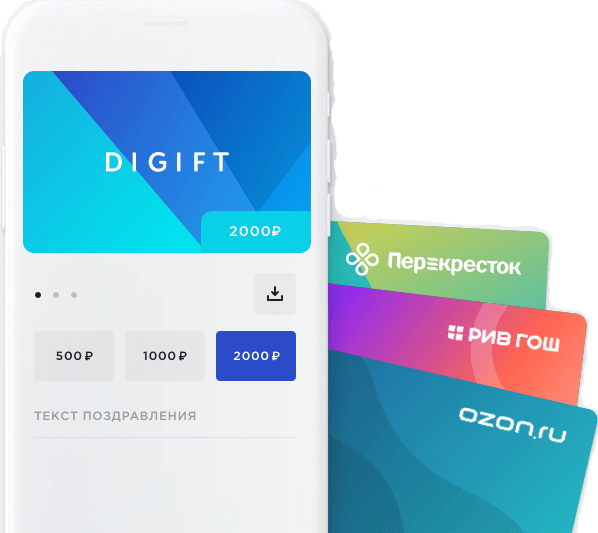 DIGIFT
2000₽
500₽
1000₽
2000₽
ТЕКСТ ПОЗДРАВЛЕНИЯ
Перекресток
РИВ ГОШ
ozon.ru